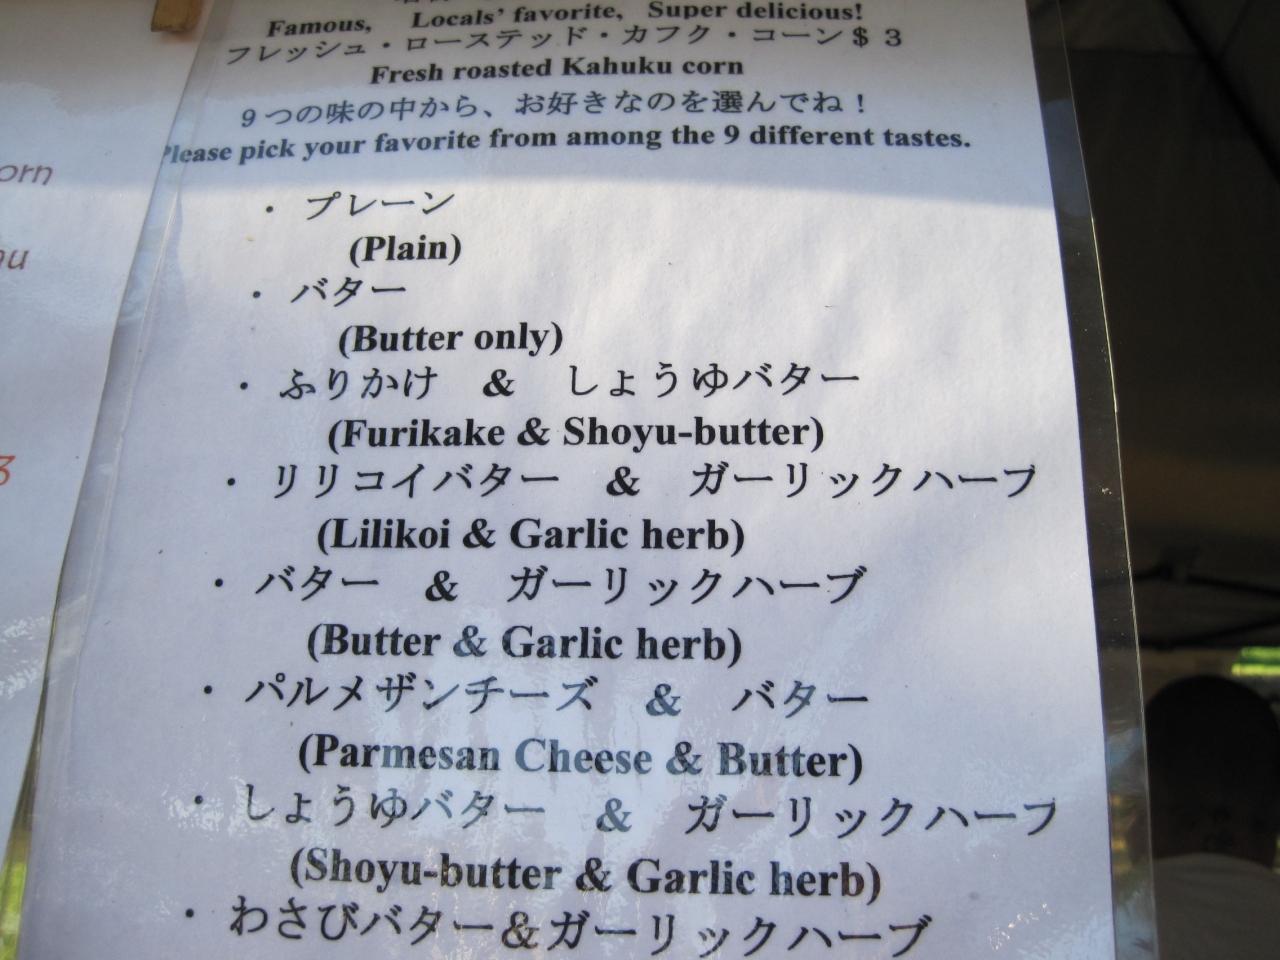 Famous, Locals' favorite, Super delicious!
フレッシュ・ローステッド・カフク・コーン＄３
Fresh roasted Kahuku corn
９つの味の中から、お好きなのを選んでね！
Please pick your favorite from among the 9 different tastes.
・プレーン
(Plain)
・バター
(Butter only)
・ふりかけ　&　しょうゆバター
(Furikake & Shoyu-butter)
・リリコイバター　&　ガーリックハーブ
(Lilikoi & Garlic herb)
・バター　&　ガーリックハーブ
(Butter & Garlic herb)
・パルメザンチーズ　&　バター
(Parmesan Cheese & Butter)
・しょうゆバター　&　ガーリックハーブ
(Shoyu-butter & Garlic herb)
・わさびバター&ガーリックハーブ